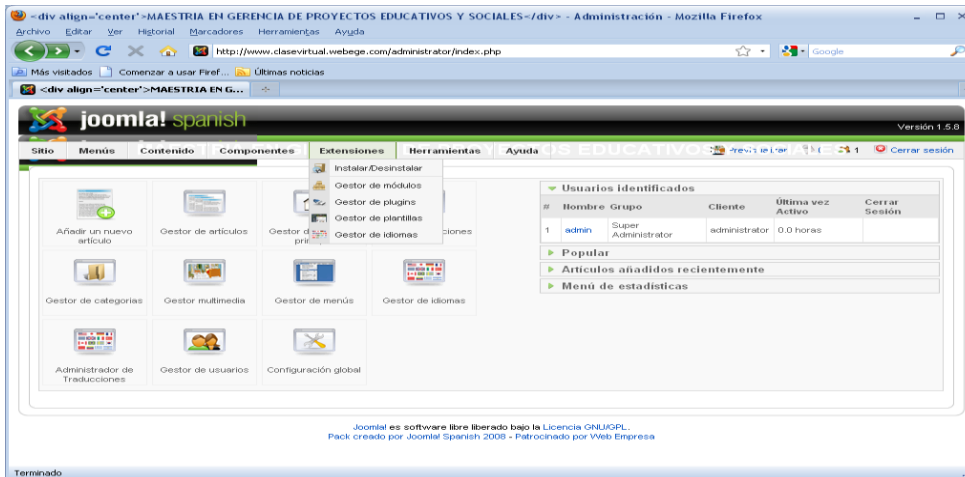 <div align='center'>MAESTRIA EN GERENCIA DE PROYECTOS EDUCATIVOS Y SOCIALES</div> - Administración - Mozilla Firefox
Archivo Editar Ver Historial Marcadores Herramientas Ayuda
http://www.clasevirtual.webege.com/administrator/index.php
Google
Más visitados Comenzar a usar Firef... Últimas noticias
<div align='center'>MAESTRIA EN G...
joomla! spanish
Versión 1.5.8
Sitio Menús Contenido Componentes Extensiones Herramientas Ayuda
1 Cerrar sesión
Instalar/Desinstalar
Gestor de módulos
Gestor de plugins
Gestor de plantillas
Gestor de idiomas
Añadir un nuevo artículo
Gestor de artículos
Gestor de categorías
Gestor multimedia
Gestor de menús
Gestor de idiomas
Administrador de Traducciones
Gestor de usuarios
Configuración global
Usuarios identificados
# Nombre Grupo Cliente Última vez Activo Cerrar Sesión
1 admin Super Administrator administrator 0.0 horas
Popular
Artículos añadidos recientemente
Menú de estadísticas
Joomla! es software libre liberado bajo la Licencia GNU/GPL.
Pack creado por Joomla! Spanish 2008 - Patrocinado por Web Empresa
Terminado